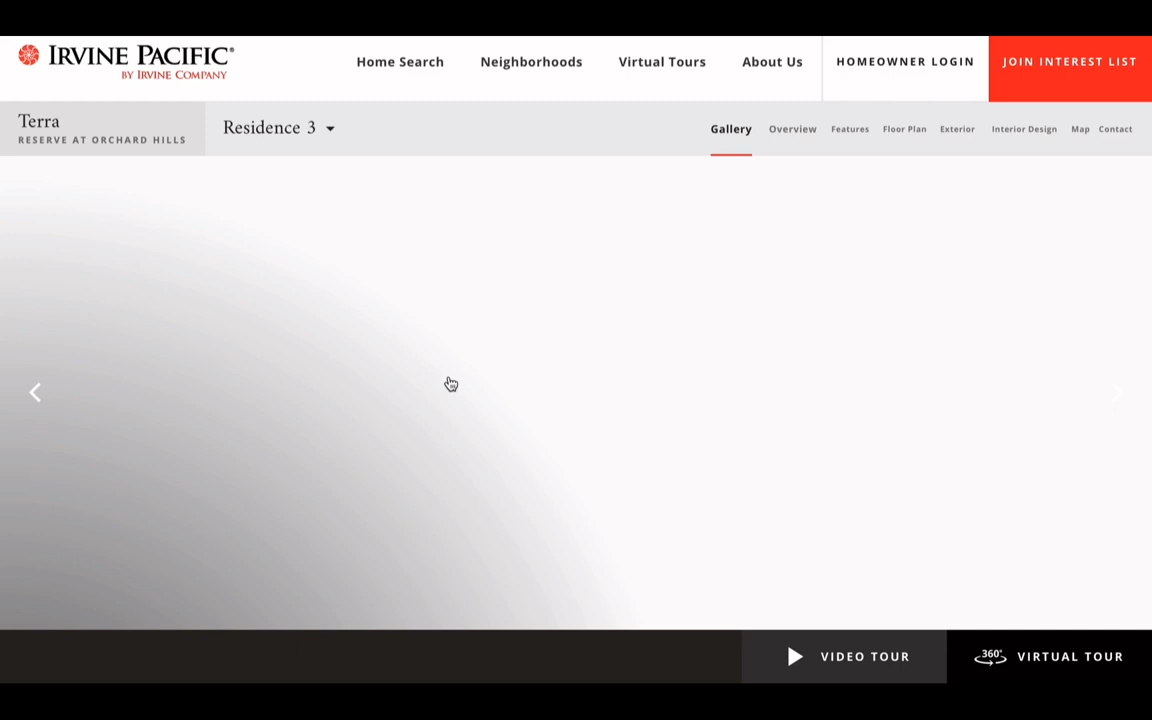 IRVINE PACIFIC®
BY IRVINE COMPANY
Home Search
Neighborhoods
Virtual Tours
About Us
HOMEOWNER LOGIN
JOIN INTEREST LIST
Terra
RESERVE AT ORCHARD HILLS
Residence 3
Gallery
Overview
Features
Floor Plan
Exterior
Interior Design
Map
Contact
VIDEO TOUR
360°
VIRTUAL TOUR